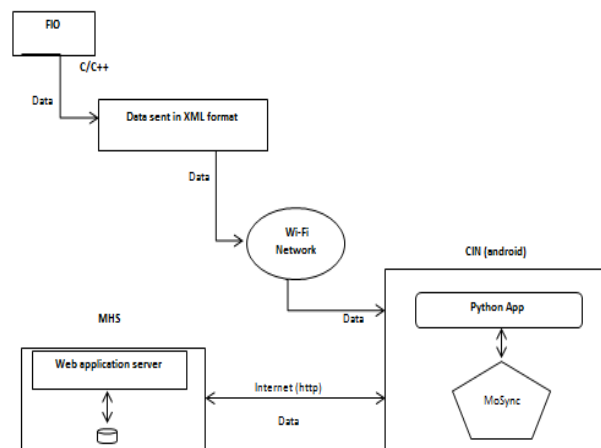 FIO
C/C++
Data
Data sent in XML format
Data
Wi-Fi
Network
CIN (android)
Data
Python App
MHS
Web application server
Internet (http)
Data
MoSync